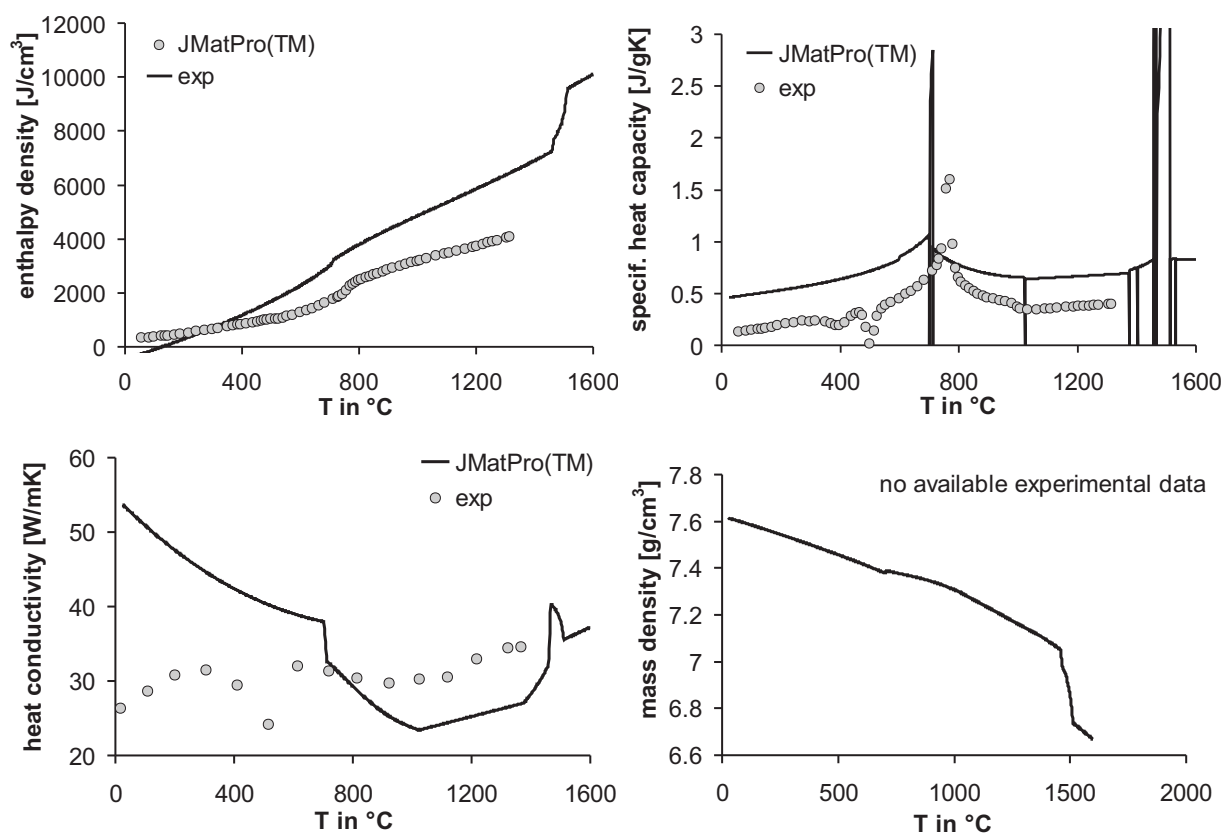 enthalpy density [J/cm³]
12000
10000
8000
6000
4000
2000
0
JMatPro(TM)
exp
0 400 800 1200 1600
T in °C
specif. heat capacity [J/gK]
3
2.5
2
1.5
1
0.5
0
JMatPro(TM)
exp
0 400 800 1200 1600
T in °C
heat conductivity [W/mK]
60
50
40
30
20
JMatPro(TM)
exp
0 400 800 1200 1600
T in °C
mass density [g/cm³]
7.8
7.6
7.4
7.2
7
6.8
6.6
no available experimental data
0 500 1000 1500 2000
T in °C